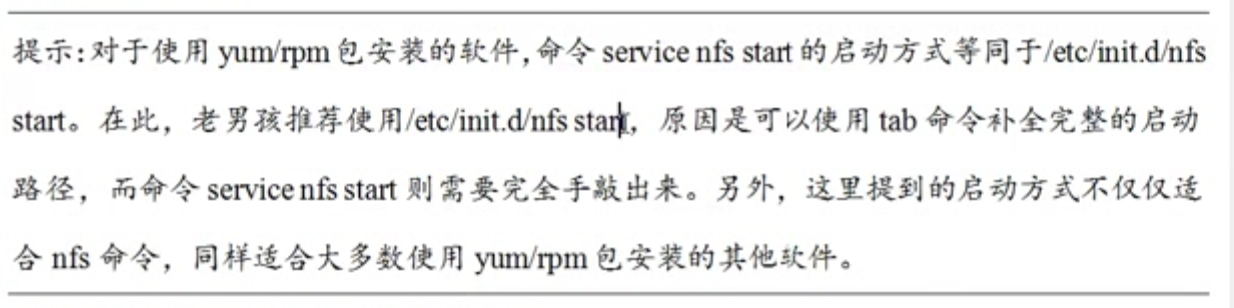 提示:对于使用 yum/rpm 包安装的软件,命令 service nfs start 的启动方式等同于/etc/init.d/nfs
start。在此，老男孩推荐使用/etc/init.d/nfs start，原因是可以使用 tab 命令补全完整的启动
路径，而命令 service nfs start 则需要完全手敲出来。另外，这里提到的启动方式不仅仅适
合 nfs 命令，同样适合大多数使用 yum/rpm 包安装的其他软件。